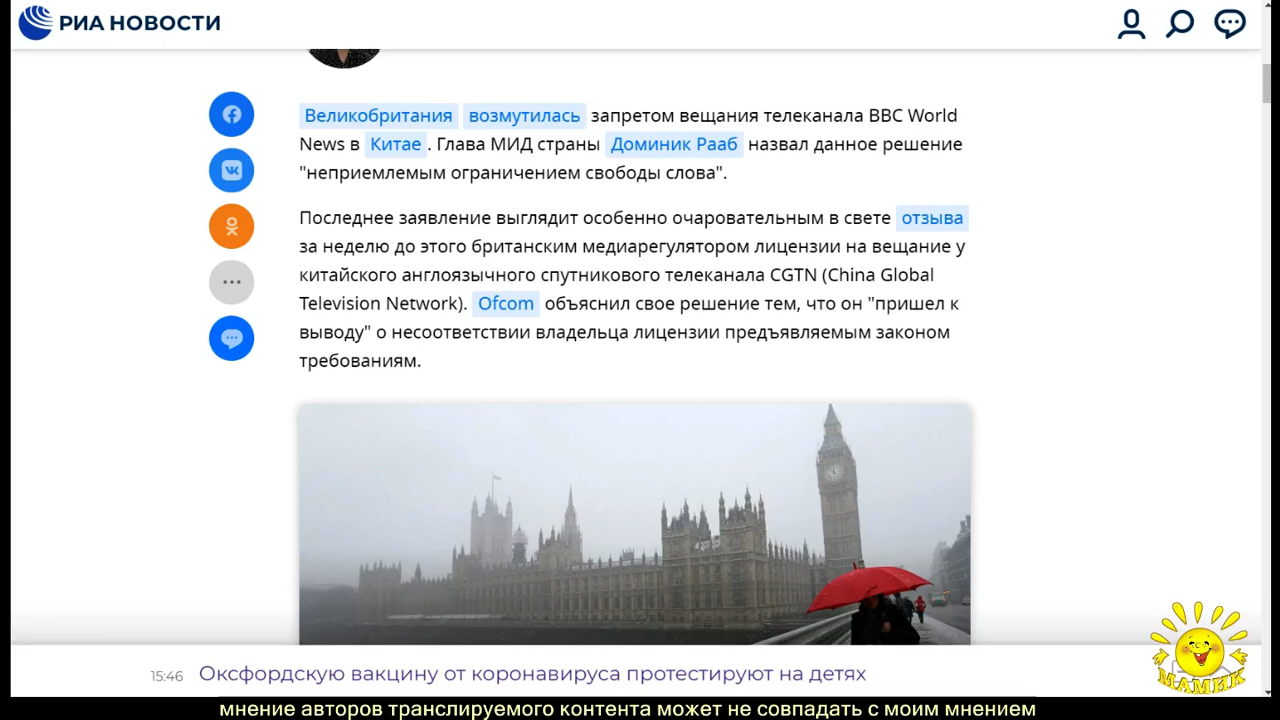 РИА НОВОСТИ
Великобритания возмутилась запретом вещания телеканала BBC World
News в Китае . Глава МИД страны Доминик Рааб назвал данное решение
"неприемлемым ограничением свободы слова".
Последнее заявление выглядит особенно очаровательным в свете отзыва
за неделю до этого британским медиарегулятором лицензии на вещание у
китайского англоязычного спутникового телеканала CGTN (China Global
Television Network). Ofcom объяснил свое решение тем, что он "пришел к
выводу" о несоответствии владельца лицензии предъявляемым законом
требованиям.
15:46 Оксфордскую вакцину от коронавируса протестируют на детях
МАМИК
мнение авторов транслируемого контента может не совпадать с моим мнением